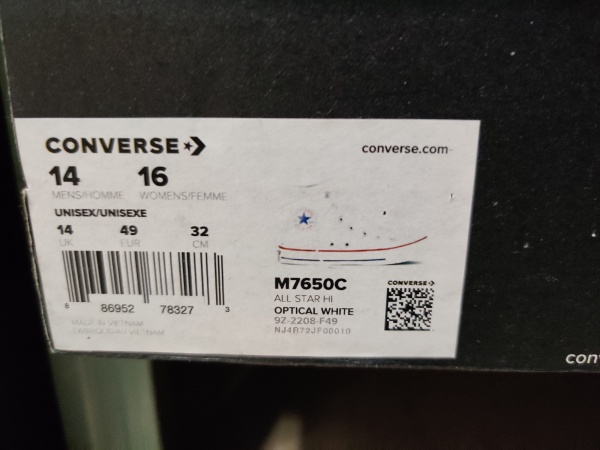 CONVERSE
converse.com
14 16
MENS/HOMME WOMENS/FEMME
UNISEX/UNISEXE
14 49 32
UK EUR CM
8 86952 78327 3
MADE IN VIETNAM
M7650C
ALL STAR HI
OPTICAL WHITE
9Z-2208-F49
NJ4B72JF00010
CONVERSE